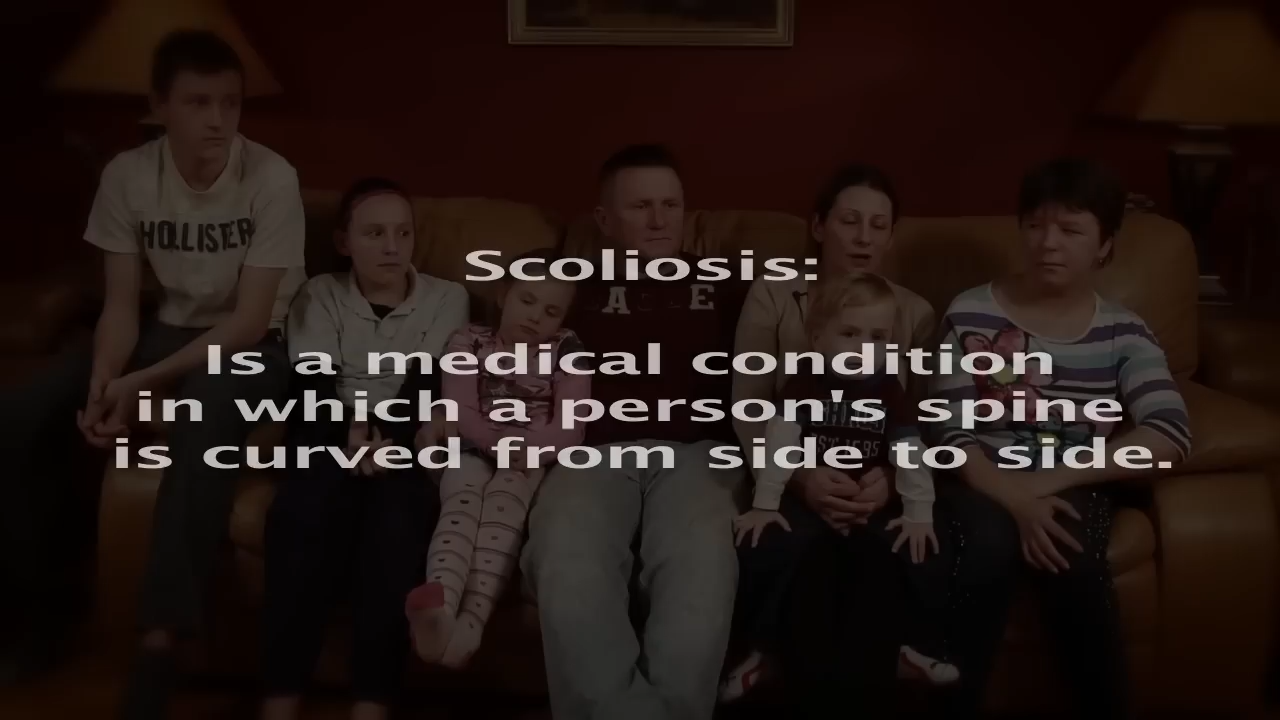 HOLLISTER
Scoliosis:
Is a medical condition
in which a person's spine
is curved from side to side.